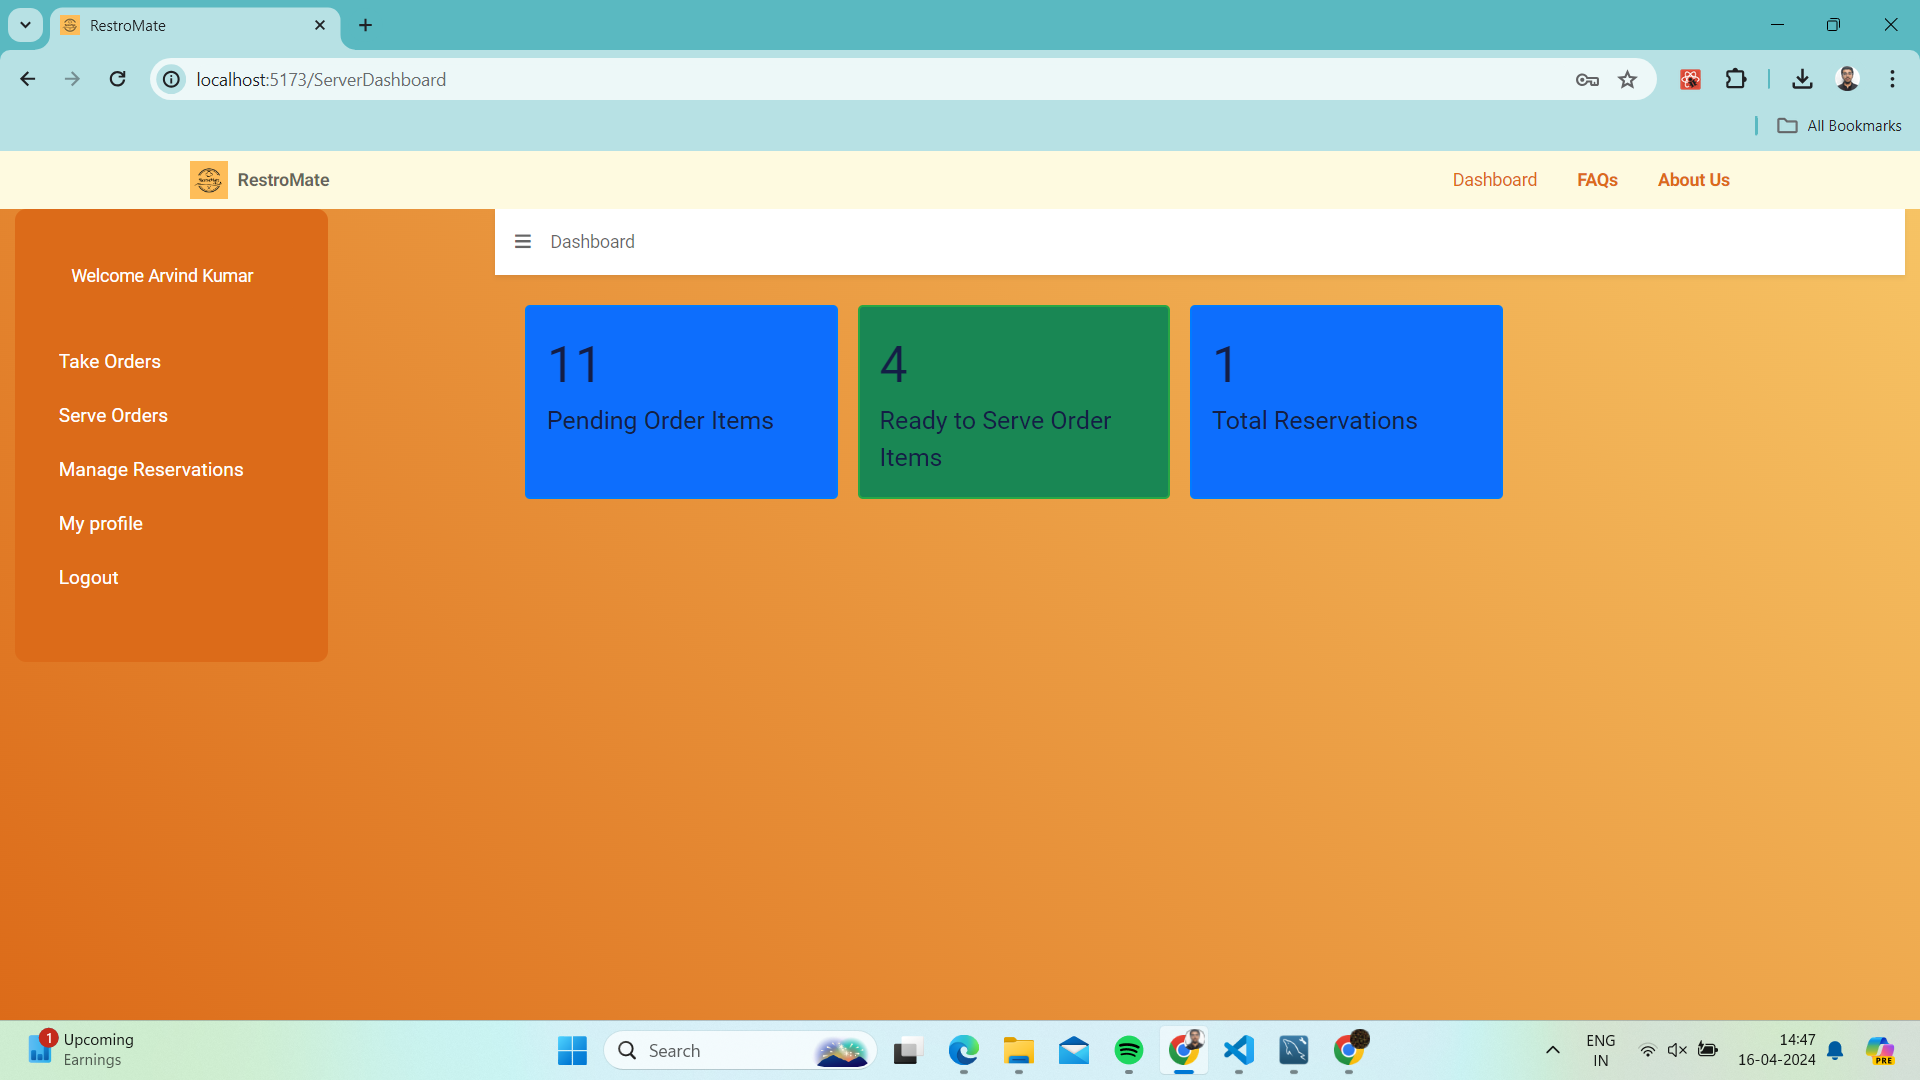 RestroMate
localhost:5173/ServerDashboard
All Bookmarks
RestroMate
Dashboard
FAQs
About Us
Dashboard
Welcome Arvind Kumar
Take Orders
Serve Orders
Manage Reservations
My profile
Logout
11
Pending Order Items
4
Ready to Serve Order
Items
1
Total Reservations
1
Upcoming
Earnings
Search
ENG
IN
14:47
16-04-2024
PRE